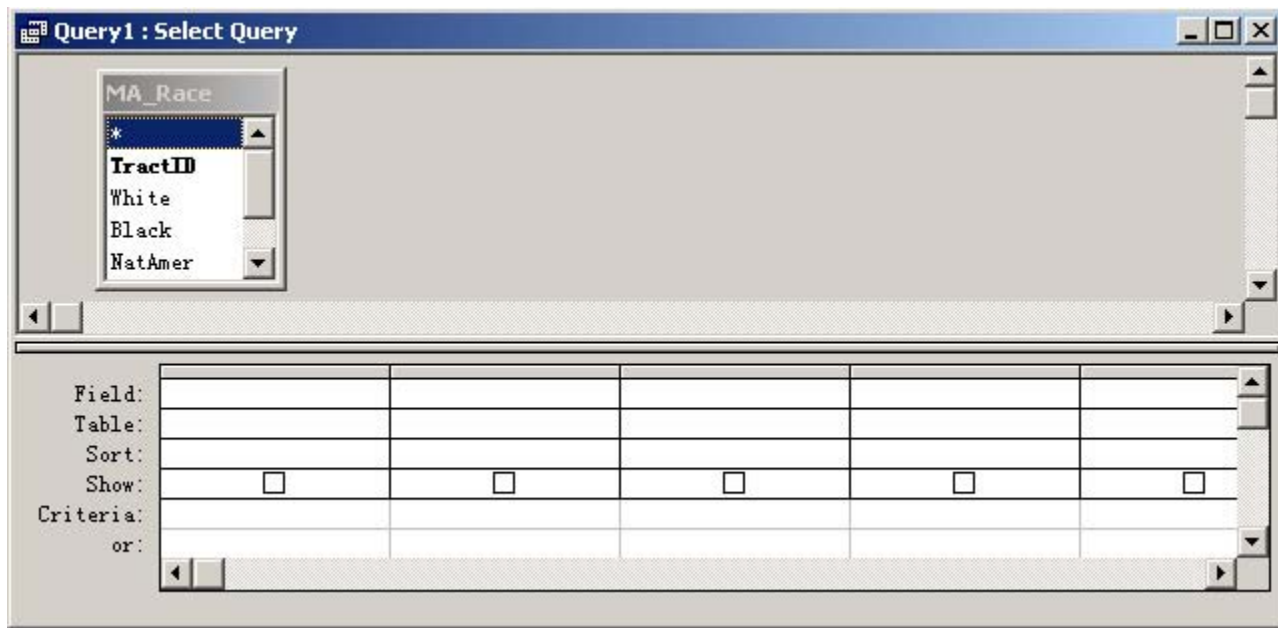 Query1 : Select Query
MA_Race
*
TractID
White
Black
NatAmer
Field:
Table:
Sort:
Show:
Criteria:
or: